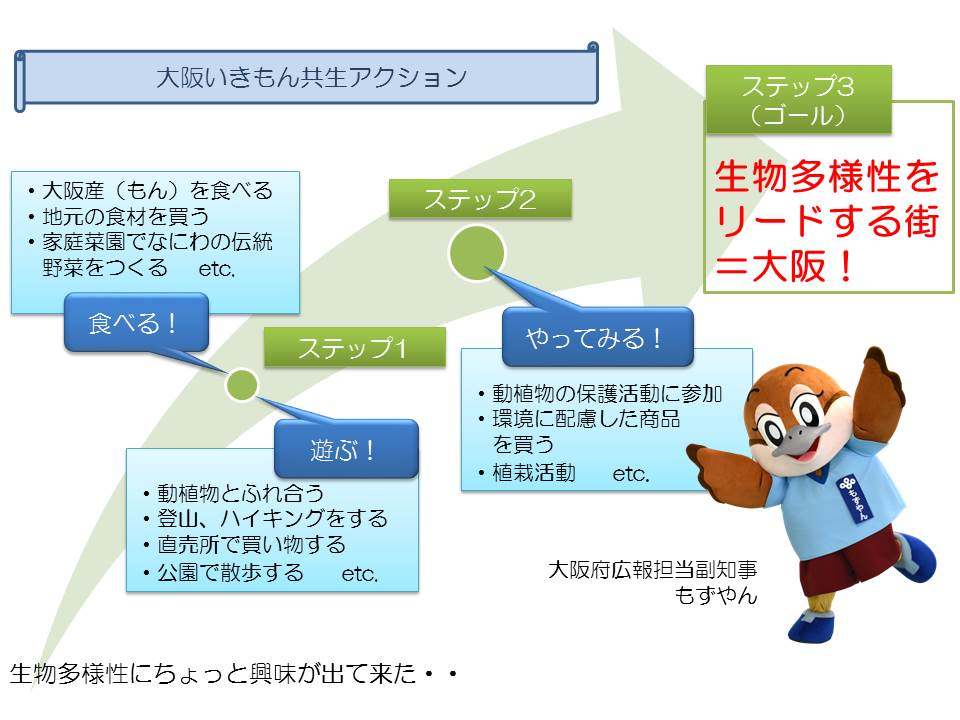 大阪いきもん共生アクション
ステップ3
（ゴール）
生物多様性を
リードする街
＝大阪！
・大阪産（もん）を食べる
・地元の食材を買う
・家庭菜園でなにわの伝統
野菜をつくる　etc.
食べる！
ステップ2
ステップ1
やってみる！
・動植物の保護活動に参加
・環境に配慮した商品
を買う
・植栽活動　etc.
遊ぶ！
・動植物とふれ合う
・登山、ハイキングをする
・直売所で買い物する
・公園で散歩する　etc.
もずやん
大阪府広報担当副知事
もずやん
生物多様性にちょっと興味が出て来た・・